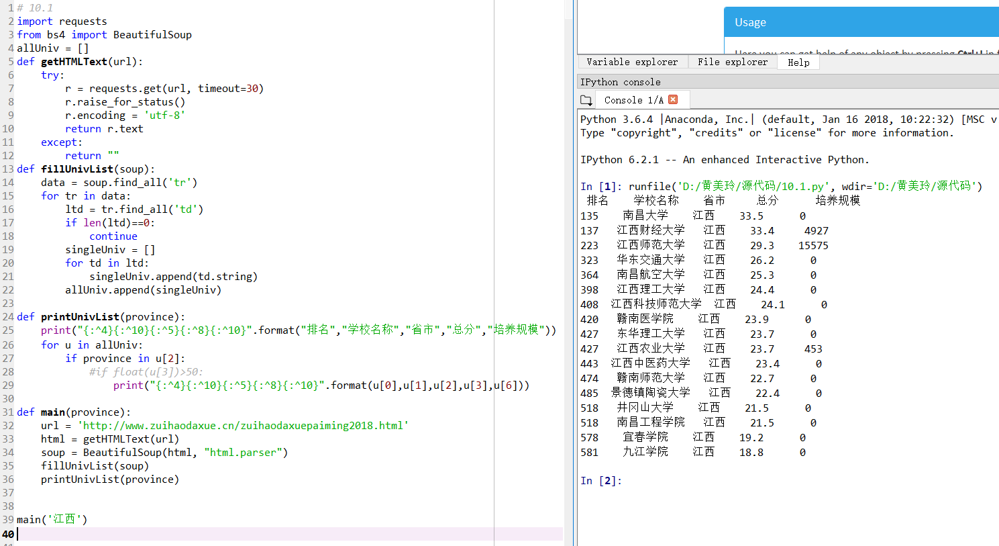 1 # 10.1
2 import requests
3 from bs4 import BeautifulSoup
4 allUniv = []
5 def getHTMLText(url):
6     try:
7         r = requests.get(url, timeout=30)
8         r.raise_for_status()
9         r.encoding = 'utf-8'
10         return r.text
11     except:
12         return ""
13 def fillUnivList(soup):
14     data = soup.find_all('tr')
15     for tr in data:
16         ltd = tr.find_all('td')
17         if len(ltd)==0:
18             continue
19         singleUniv = []
20         for td in ltd:
21             singleUniv.append(td.string)
22         allUniv.append(singleUniv)
23
24 def printUnivList(province):
25     print("{:^4}{:^10}{:^5}{:^8}{:^10}".format("排名","学校名称","省市","总分","培养规模"))
26     for u in allUniv:
27         if province in u[2]:
28             #if float(u[3])>50:
29                 print("{:^4}{:^10}{:^5}{:^8}{:^10}".format(u[0],u[1],u[2],u[3],u[6]))
30
31 def main(province):
32     url = 'http://www.zuihaodaxue.cn/zuihaodaxuepaiming2018.html'
33     html = getHTMLText(url)
34     soup = BeautifulSoup(html, "html.parser")
35     fillUnivList(soup)
36     printUnivList(province)
37
38
39 main('江西')
40
Usage
Variable explorer File explorer Help
IPython console
Console 1/A
Python 3.6.4 |Anaconda, Inc.| (default, Jan 16 2018, 10:22:32) [MSC v
Type "copyright", "credits" or "license" for more information.
IPython 6.2.1 -- An enhanced Interactive Python.
In [1]: runfile('D:/黄美玲/源代码/10.1.py', wdir='D:/黄美玲/源代码')
排名 学校名称 省市 总分 培养规模
135 南昌大学 江西 33.5 0
137 江西财经大学 江西 33.4 4927
223 江西师范大学 江西 29.3 15575
323 华东交通大学 江西 26.2 0
364 南昌航空大学 江西 25.3 0
398 江西理工大学 江西 24.4 0
408 江西科技师范大学 江西 24.1 0
420 赣南医学院 江西 23.9 0
427 东华理工大学 江西 23.7 0
427 江西农业大学 江西 23.7 453
443 江西中医药大学 江西 23.4 0
474 赣南师范大学 江西 22.7 0
485 景德镇陶瓷大学 江西 22.4 0
518 井冈山大学 江西 21.5 0
518 南昌工程学院 江西 21.5 0
578 宜春学院 江西 19.2 0
581 九江学院 江西 18.8 0
In [2]: